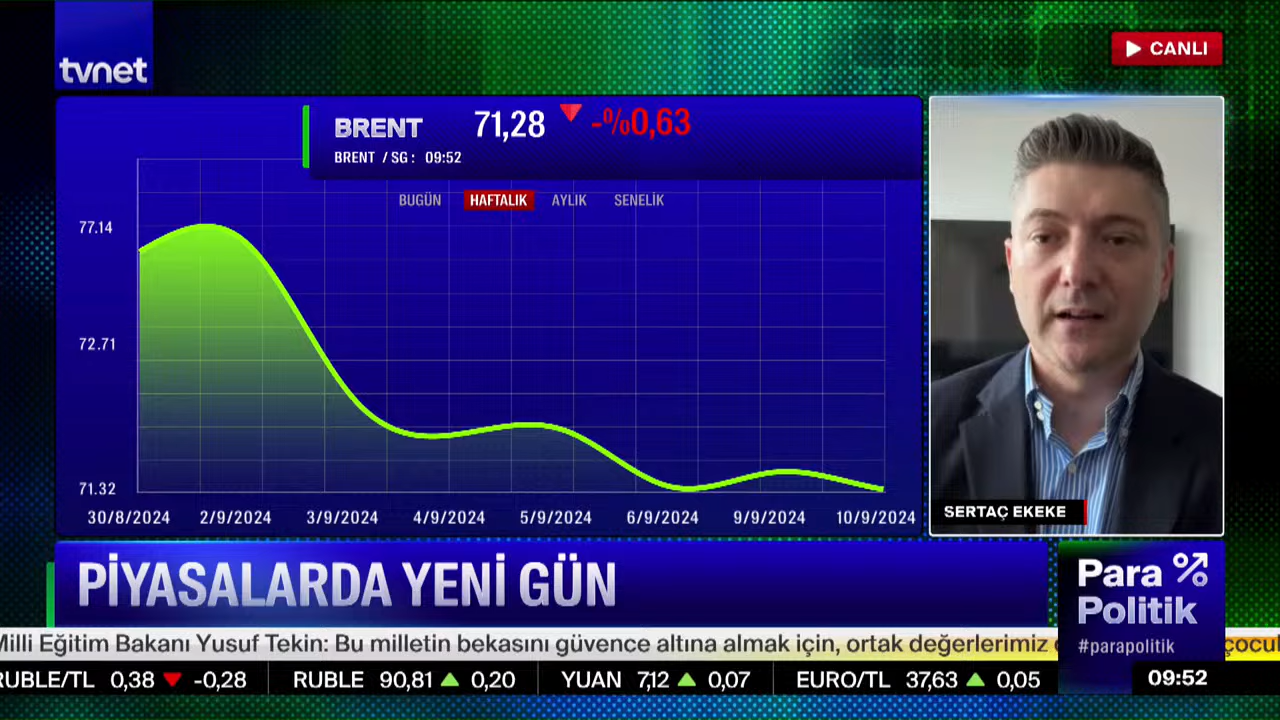 tvnet
CANLI
BRENT 71,28 -%0,63
BRENT / SG : 09:52
BUGÜN HAFTALIK AYLIK SENELİK
77.14
72.71
71.32
30/8/2024 2/9/2024 3/9/2024 4/9/2024 5/9/2024 6/9/2024 9/9/2024 10/9/2024
SERTAÇ EKEKE
PİYASALARDA YENİ GÜN
Para
Politik
#parapolitik
Milli Eğitim Bakanı Yusuf Tekin: Bu milletin bekasını güvence altına almak için, ortak değerlerimiz
RUBLE/TL 0,38 -0,28 RUBLE 90,81 0,20 YUAN 7,12 0,07 EURO/TL 37,63 0,05 09:52